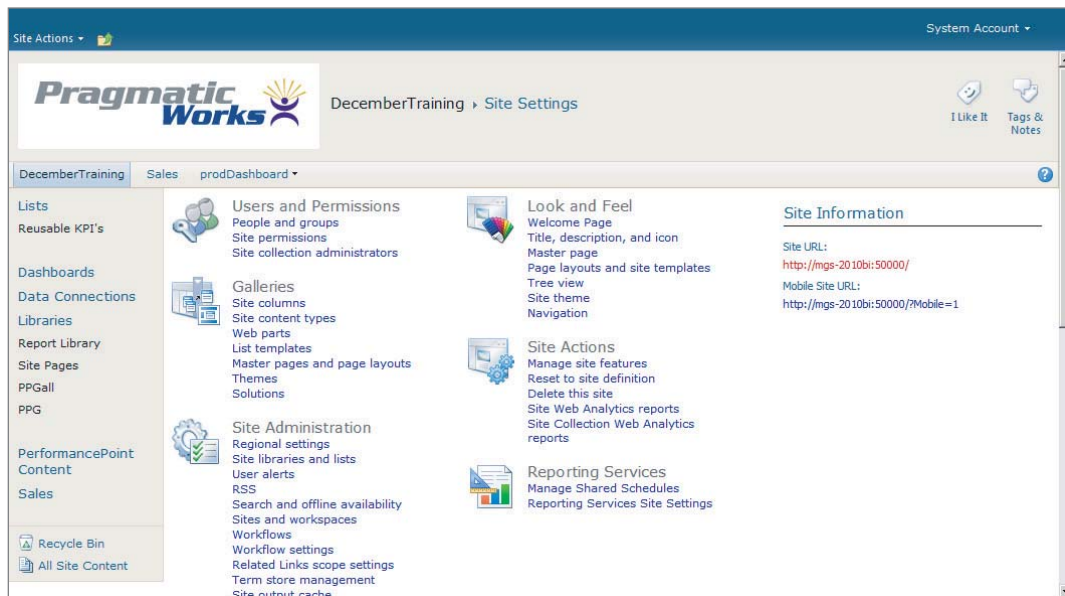 Site Actions
System Account
Pragmatic
Works
DecemberTraining
Site Settings
I Like It
Tags &
Notes
DecemberTraining
Sales
prodDashboard
Lists
Reusable KPI's
Dashboards
Data Connections
Libraries
Report Library
Site Pages
PPGall
PPG
PerformancePoint
Content
Sales
Recycle Bin
All Site Content
Users and Permissions
People and groups
Site permissions
Site collection administrators
Galleries
Site columns
Site content types
Web parts
List templates
Master pages and page layouts
Themes
Solutions
Site Administration
Regional settings
Site libraries and lists
User alerts
RSS
Search and offline availability
Sites and workspaces
Workflows
Workflow settings
Related Links scope settings
Term store management
Site output cache
Look and Feel
Welcome Page
Title, description, and icon
Master page
Page layouts and site templates
Tree view
Site theme
Navigation
Site Actions
Manage site features
Reset to site definition
Delete this site
Site Web Analytics reports
Site Collection Web Analytics
reports
Reporting Services
Manage Shared Schedules
Reporting Services Site Settings
Site Information
Site URL:
http://mgs-2010bi:50000/
Mobile Site URL:
http://mgs-2010bi:50000/?Mobile=1